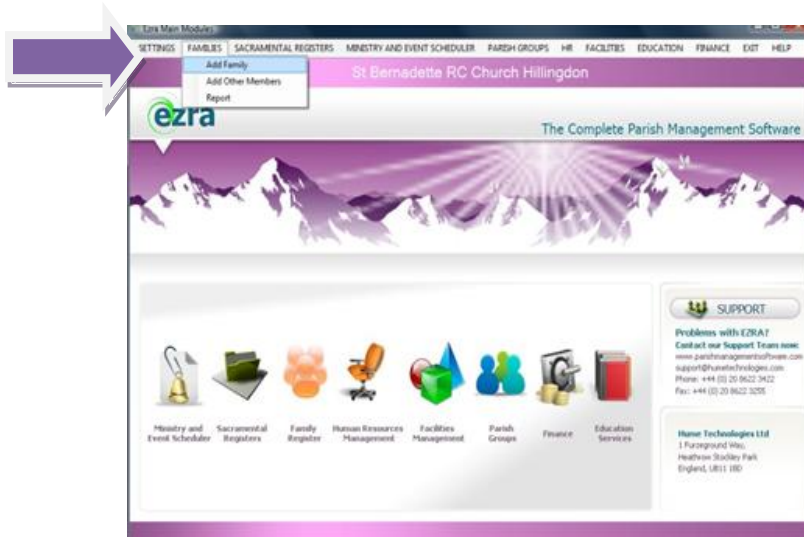 Ezra Main Modules
SETTINGS FAMILIES SACRAMENTAL REGISTERS MINISTRY AND EVENT SCHEDULER PARISH GROUPS HR FACILITIES EDUCATION FINANCE EXIT HELP
Add Family
Add Other Members
Report
St Bernadette RC Church Hillingdon
ezra
The Complete Parish Management Software
SUPPORT
Problems with EZRA?
Contact our Support Team now:
www.parishmanagementsoftware.com
support@humetechnologies.com
Phone: +44 (0) 20 8622 3422
Fax: +44 (0) 20 8622 3255
Ministry and Event Scheduler
Sacramental Registers
Family Register
Human Resources Management
Facilities Management
Parish Groups
Finance
Education Services
Hume Technologies Ltd
1 Furzeground Way,
Heathrow Stockley Park
England, UB11 1BD